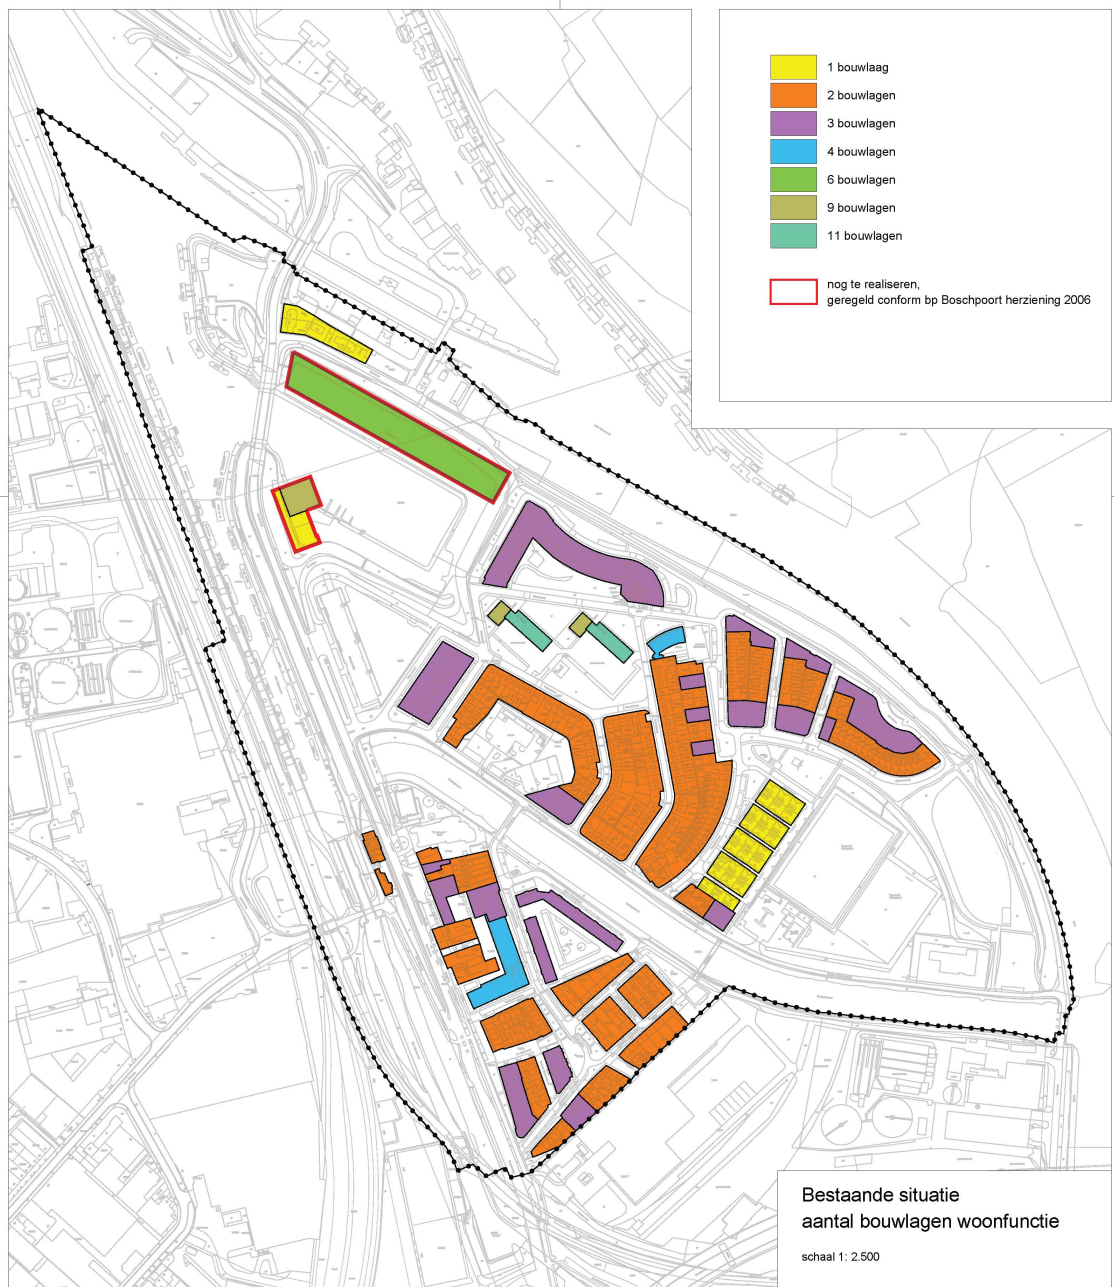 1 bouwlaag
2 bouwlagen
3 bouwlagen
4 bouwlagen
6 bouwlagen
9 bouwlagen
11 bouwlagen
nog te realiseren,
geregeld conform bp Boschpoort herziening 2006
Bestaande situatie
aantal bouwlagen woonfunctie
schaal 1: 2.500